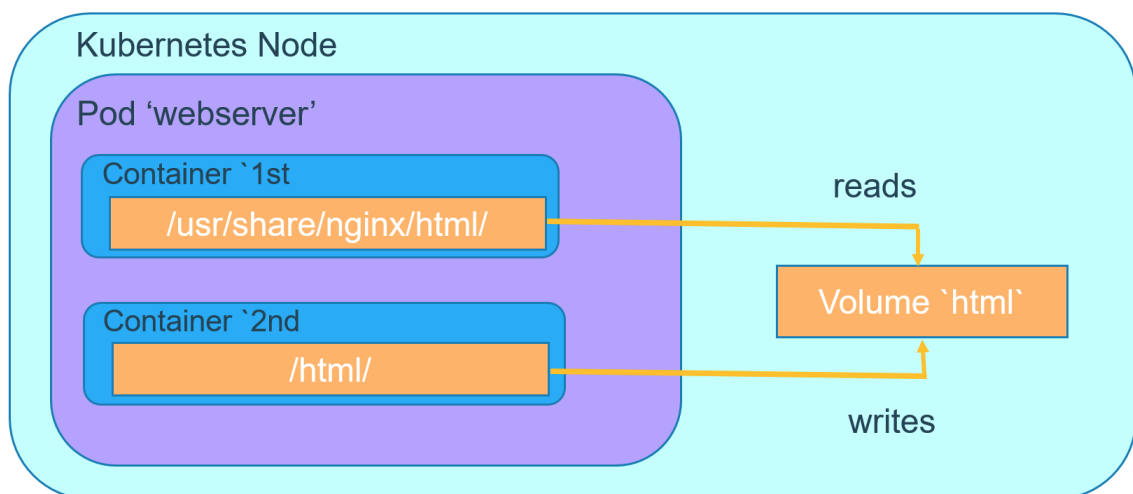 Kubernetes Node
Pod ‘webserver’
Container `1st
/usr/share/nginx/html/
reads
Volume `html`
Container `2nd
/html/
writes